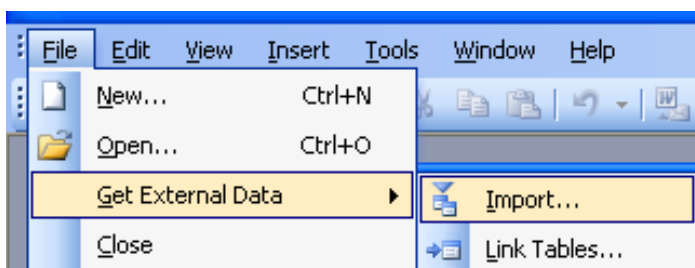 File Edit View Insert Tools Window Help
New... Ctrl+N
Open... Ctrl+O
Get External Data Import...
Close Link Tables...